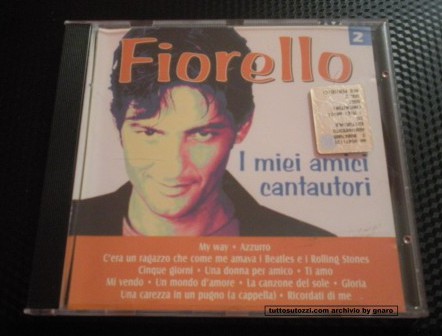 2
Fiorello
I miei amici
cantautori
My way • Azzurro
C'era un ragazzo che come me amava i Beatles e i Rolling Stones
Cinque giorni • Una donna per amico • Ti amo
Mi vendo • Un mondo d'amore • La canzone del sole • Gloria
Una carezza in un pugno (a cappella) • Ricordati di me
tuttosutozzi.com archivio by gnaro